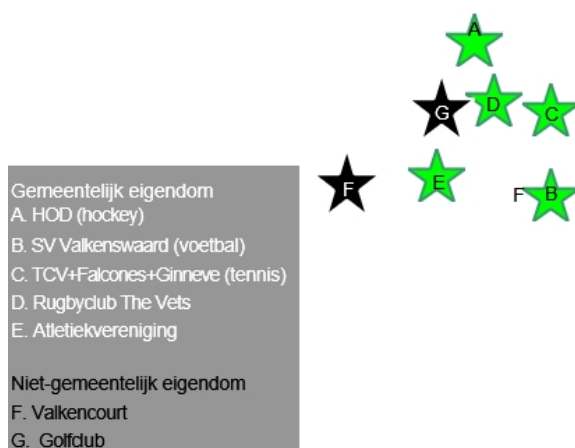 A
G
D
C
F
E
F
B
Gemeentelijk eigendom
A. HOD (hockey)
B. SV Valkenswaard (voetbal)
C. TCV+Falcones+Ginneve (tennis)
D. Rugbyclub The Vets
E. Atletiekvereniging
Niet-gemeentelijk eigendom
F. Valkencourt
G. Golfclub